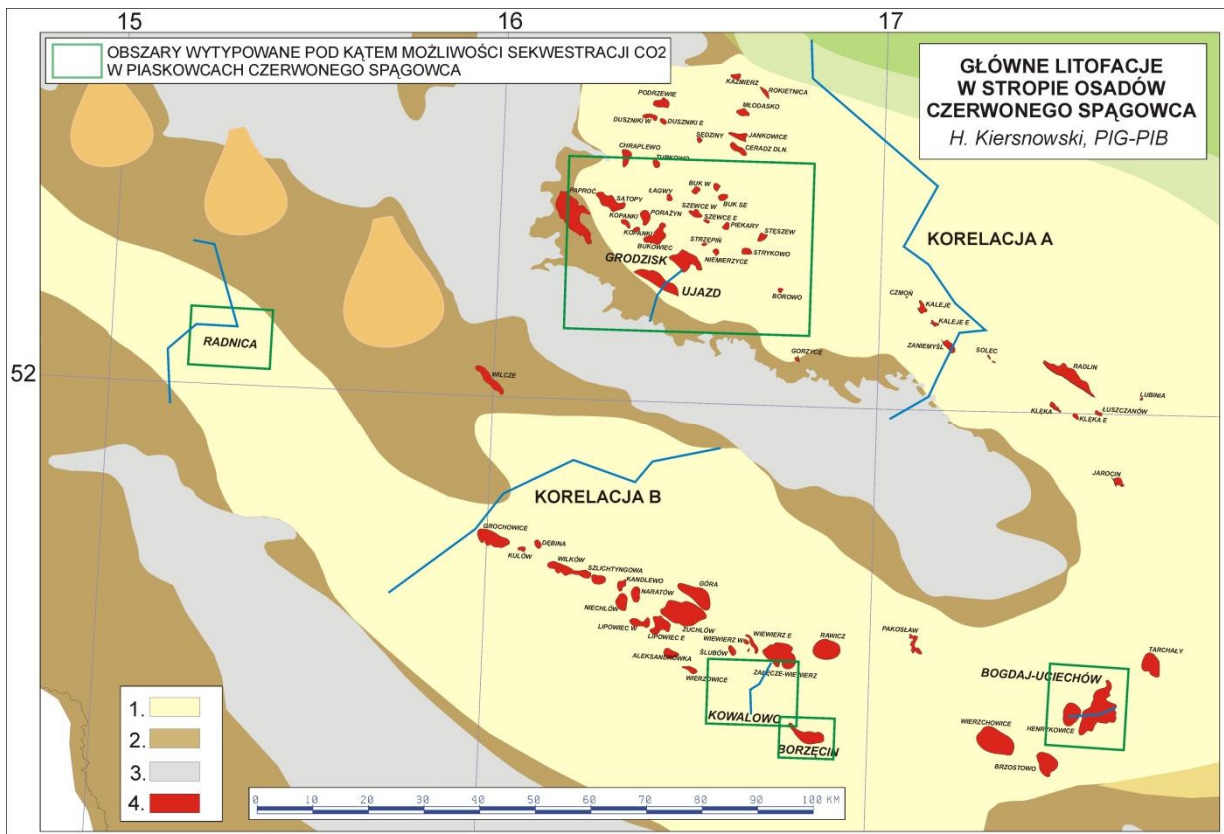 15 16 17
OBSZARY WYTYPOWANE POD KĄTEM MOŻLIWOŚCI SEKWESTRACJI CO2
W PIASKOWCACH CZERWONEGO SPĄGOWCA
GŁÓWNE LITOFACJE
W STROPIE OSADÓW
CZERWONEGO SPĄGOWCA
H. Kiersnowski, PIG-PIB
KAZMIERZ
ROKIETNICA
PODRZEWIE
MŁODASKO
DUSZNIKI W
DUSZNIKI E
SĘDZINY
JANKOWICE
CERADZ DLN.
CHRAPLEWO
TURKOWO
PAPROĆ
SĄTOPY
ŁAGWY
BUK W
BUK SE
KOPANKI
PORAŻYN
SZEWCE W
SZEWCE E
PIEKARY
STĘSZEW
KOPANKI
BUKOWIEC
STRZĘPIŃ
NIEMIERZYCE
STRYKOWO
GRODZISK
UJAZD
BOROWO
KORELACJA A
CZMOŃ
KALEJE
KALEJE E
ZANIEMYŚL
SOLEC
GORZYCE
RADLIN
LUBINIA
KLĘKA
KLĘKA E
ŁUSZCZANÓW
JAROCIN
RADNICA
52
WILCZE
KORELACJA B
GROCHOWICE
KULÓW
DĘBINA
WILKÓW
SZLICHTYNGOWA
KANDLEWO
NARATÓW
GÓRA
NIECHLÓW
ŻUCHLÓW
LIPOWIEC W
LIPOWIEC E
ALEKSANDRÓWKA
WIERZOWICE
WIEWIERZ W
WIEWIERZ E
ŚLUBÓW
RAWICZ
ZAŁĘCZE-WIEWIERZ
PAKOSŁAW
TARCHAŁY
BOGDAJ-UCIECHÓW
KOWALOWO
BORZĘCIN
WIERZCHOWICE
HENRYKOWICE
BRZOSTOWO
1.
2.
3.
4.
0 10 20 30 40 50 60 70 80 90 100 KM